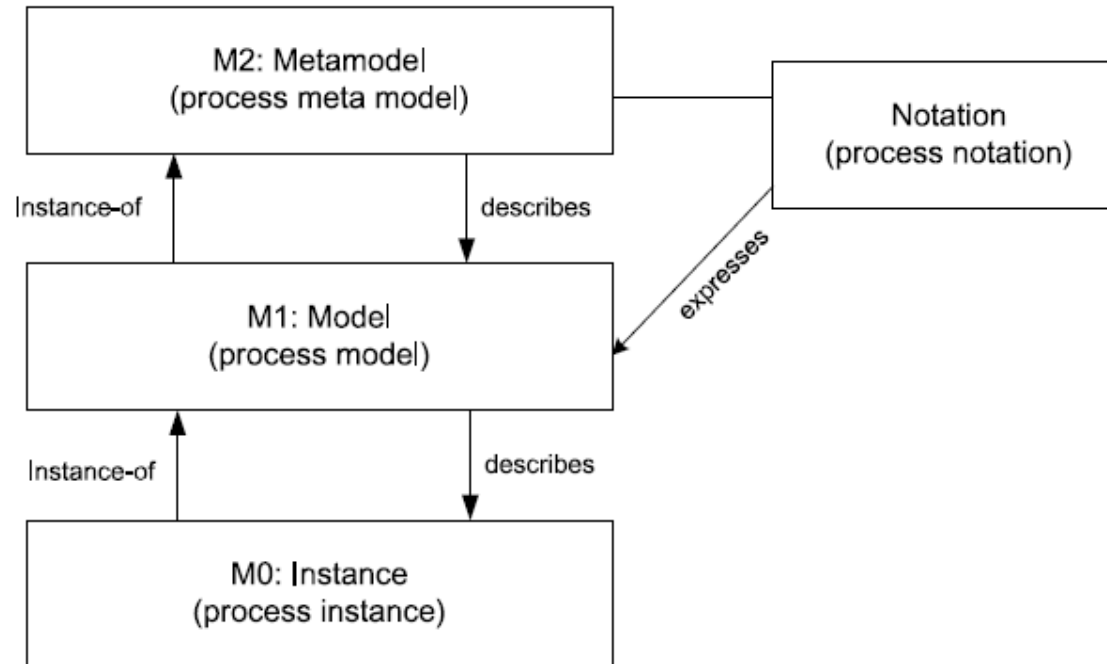 M2: Metamodel
(process meta model)
Notation
(process notation)
Instance-of
describes
expresses
M1: Model
(process model)
Instance-of
describes
M0: Instance
(process instance)